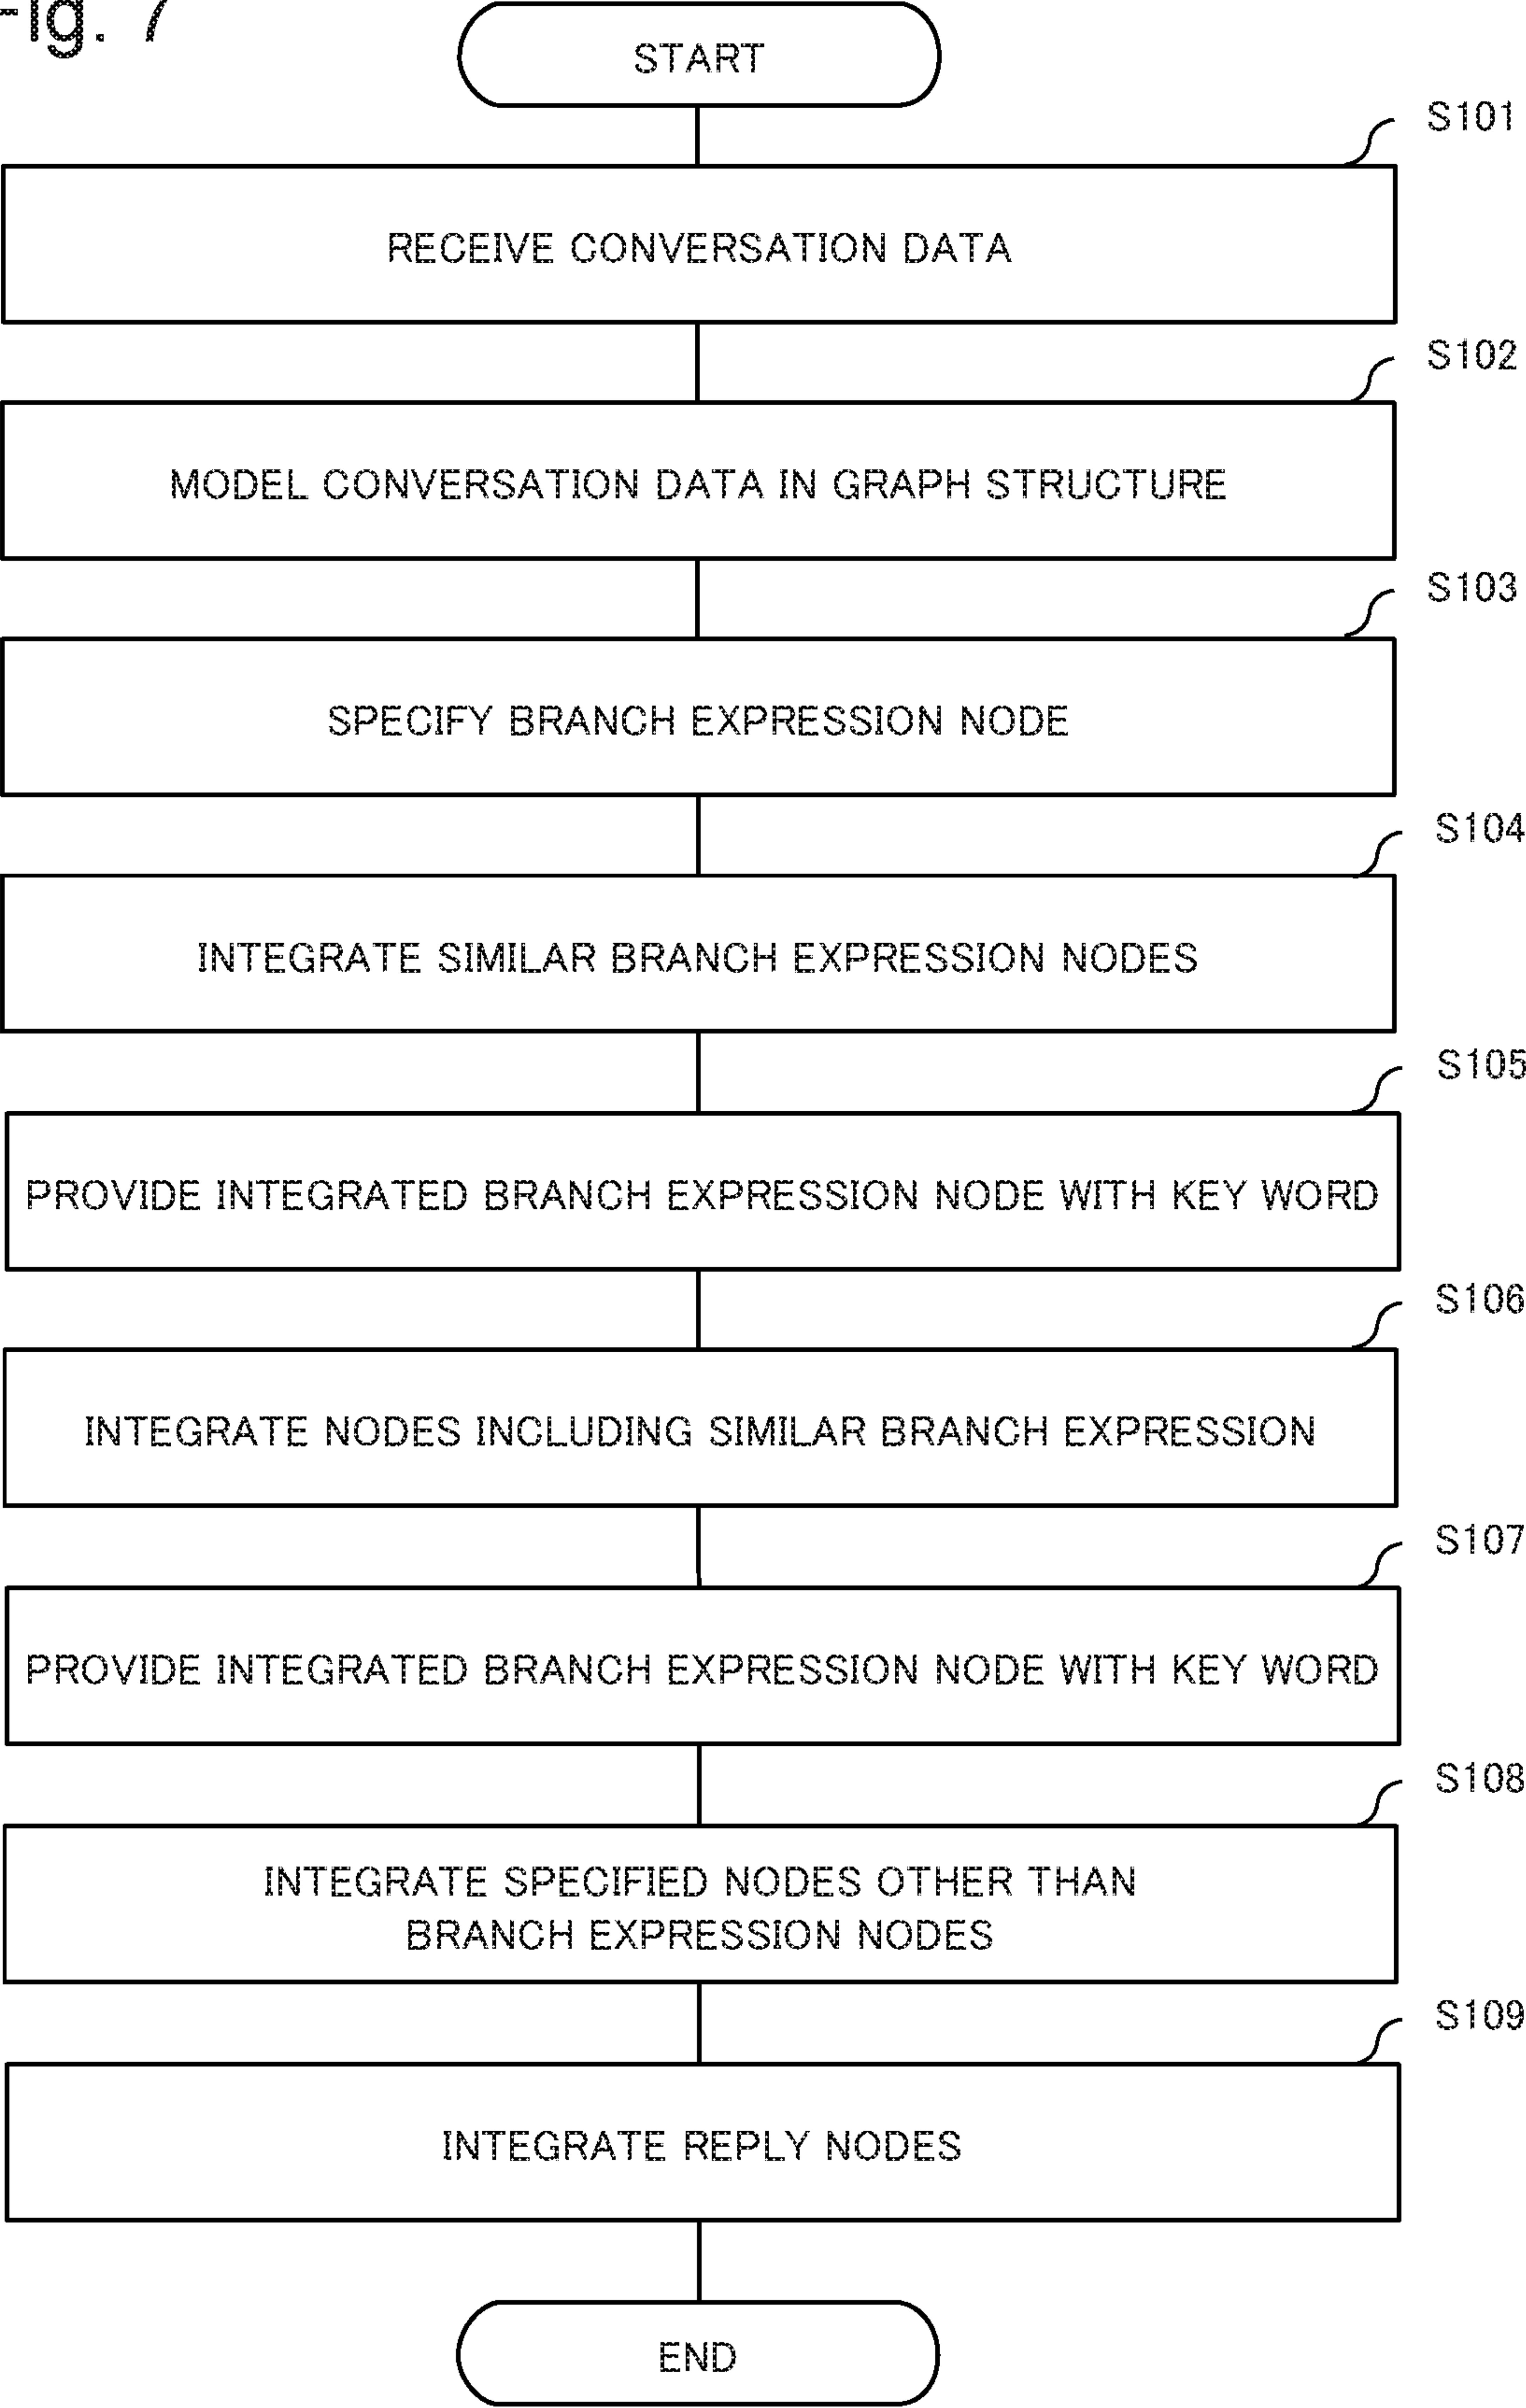 Fig. 7
START
S101
RECEIVE CONVERSATION DATA
S102
MODEL CONVERSATION DATA IN GRAPH STRUCTURE
S103
SPECIFY BRANCH EXPRESSION NODE
S104
INTEGRATE SIMILAR BRANCH EXPRESSION NODES
S105
PROVIDE INTEGRATED BRANCH EXPRESSION NODE WITH KEY WORD
S106
INTEGRATE NODES INCLUDING SIMILAR BRANCH EXPRESSION
S107
PROVIDE INTEGRATED BRANCH EXPRESSION NODE WITH KEY WORD
S108
INTEGRATE SPECIFIED NODES OTHER THAN
BRANCH EXPRESSION NODES
S109
INTEGRATE REPLY NODES
END